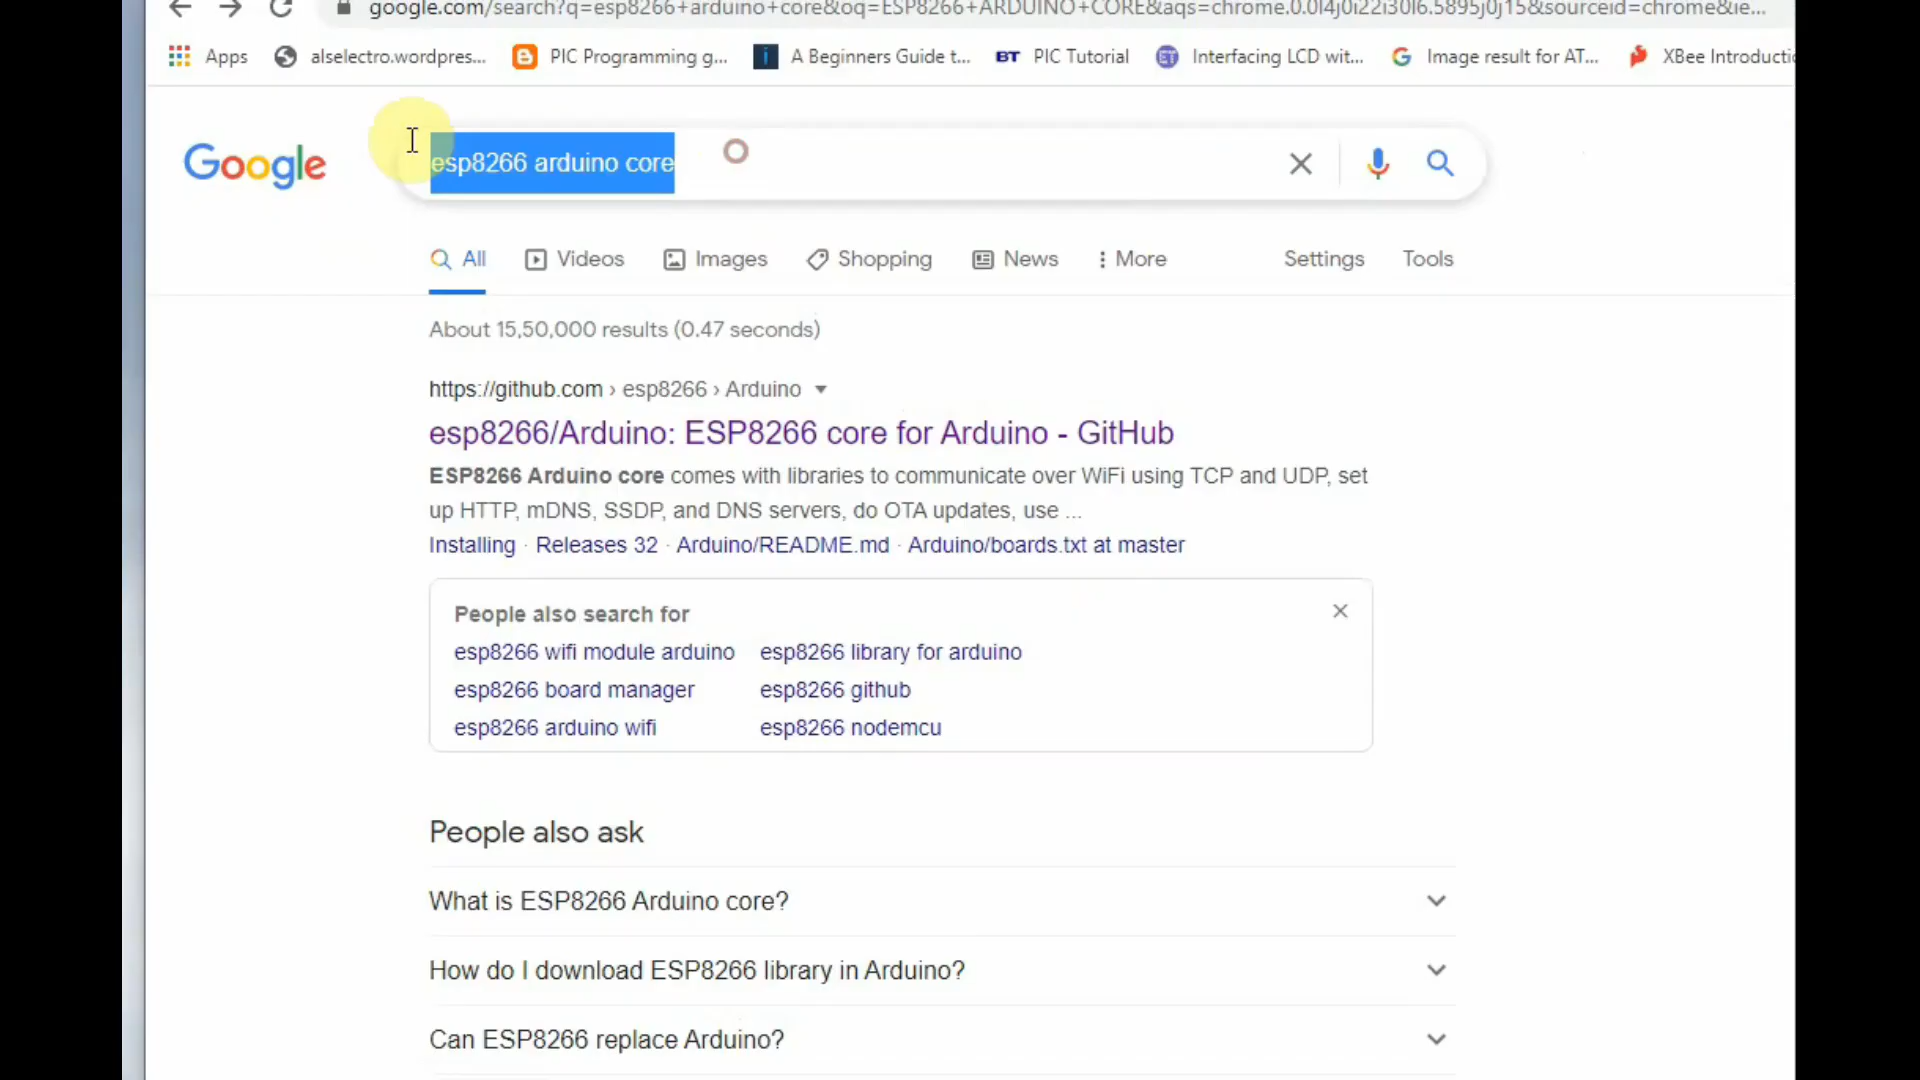 google.com/search?q=esp8266+arduino+core&oq=ESP8266+ARDUINO+CORE&aqs=chrome.0.0l4j0i22i30l6.5895j0j15&sourceid=chrome&ie...
Apps alselectro.wordpres... PIC Programming g... A Beginners Guide t... BT PIC Tutorial ET Interfacing LCD wit... Image result for AT... XBee Introducti
Google esp8266 arduino core
All Videos Images Shopping News More Settings Tools
About 15,50,000 results (0.47 seconds)
https://github.com › esp8266 › Arduino
esp8266/Arduino: ESP8266 core for Arduino - GitHub
ESP8266 Arduino core comes with libraries to communicate over WiFi using TCP and UDP, set
up HTTP, mDNS, SSDP, and DNS servers, do OTA updates, use ...
Installing · Releases 32 · Arduino/README.md · Arduino/boards.txt at master
People also search for
esp8266 wifi module arduino esp8266 library for arduino
esp8266 board manager esp8266 github
esp8266 arduino wifi esp8266 nodemcu
People also ask
What is ESP8266 Arduino core?
How do I download ESP8266 library in Arduino?
Can ESP8266 replace Arduino?